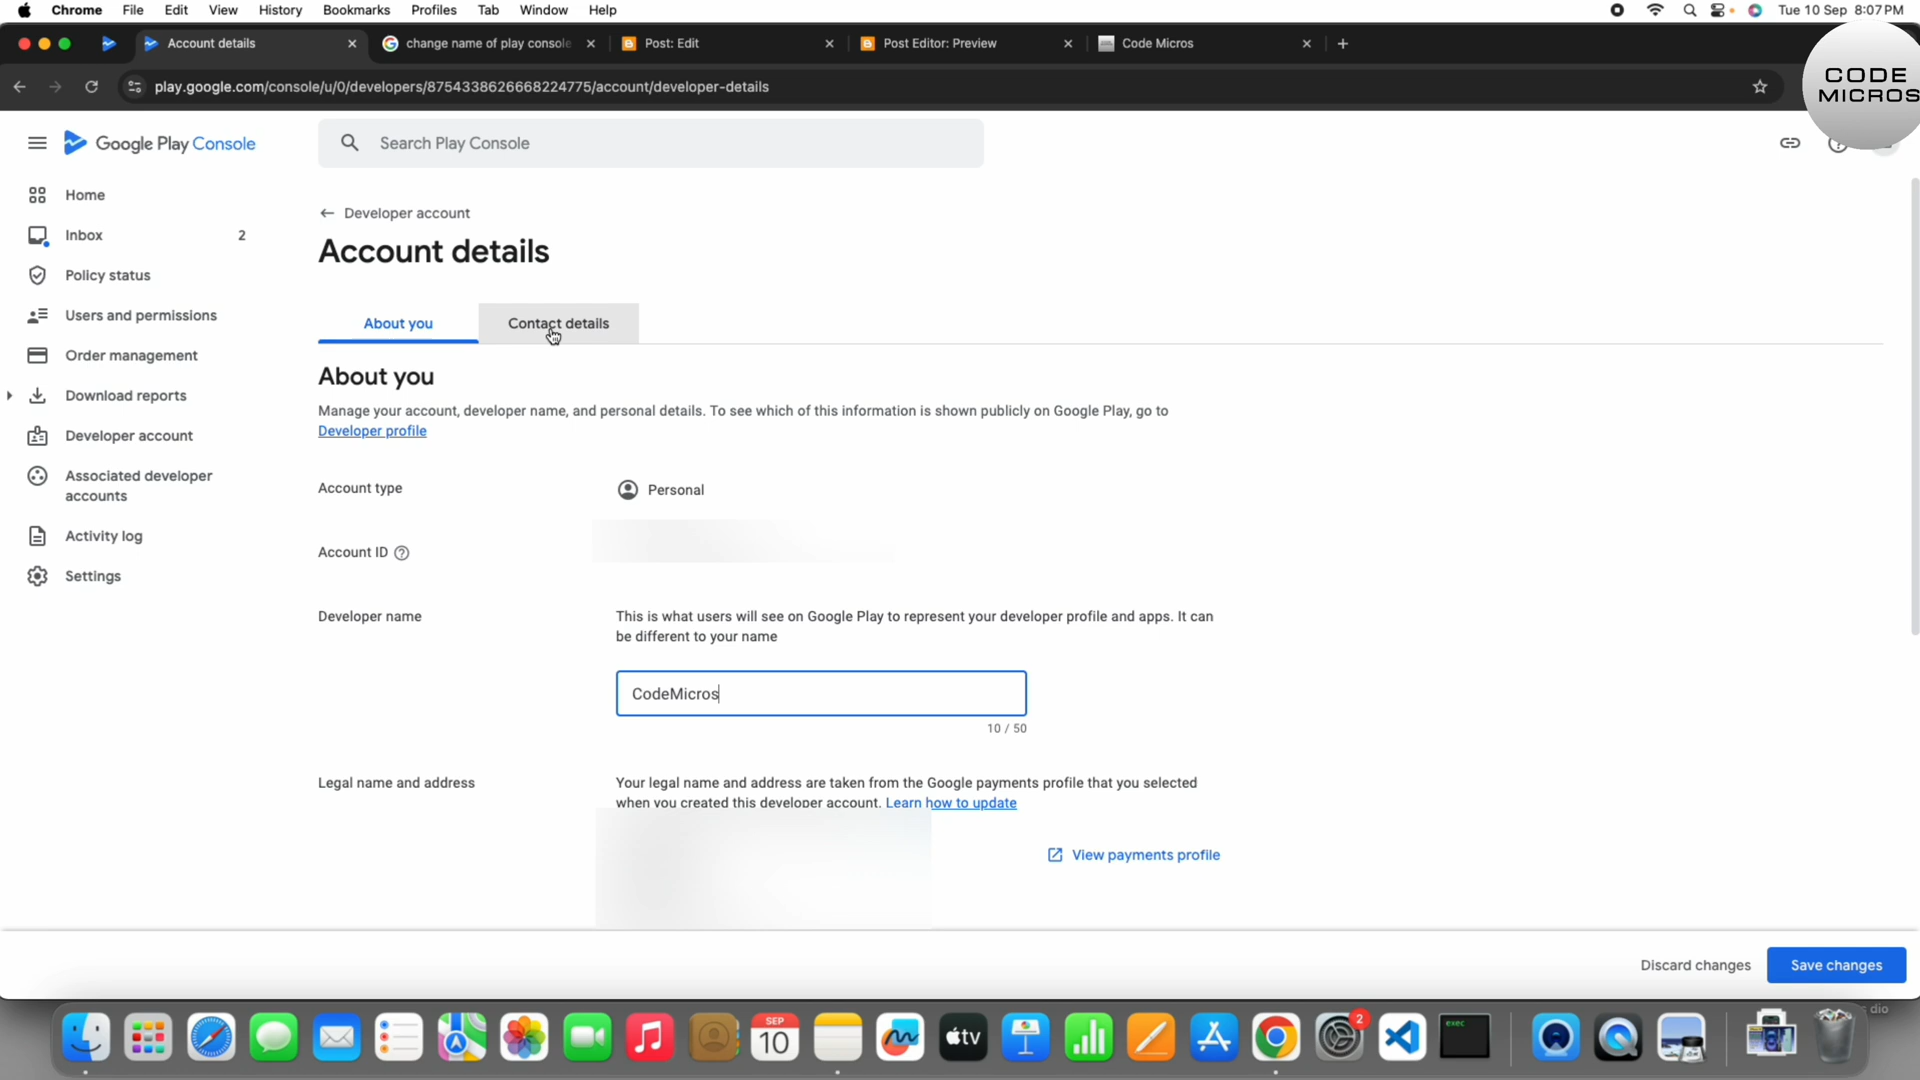 Chrome File Edit View History Bookmarks Profiles Tab Window Help Tue 10 Sep 8:07 PM
Account details change name of play console Post: Edit Post Editor: Preview Code Micros
play.google.com/console/u/0/developers/8754338626668224775/account/developer-details
CODE
MICROS
Google Play Console
Search Play Console
Home
Inbox 2
Policy status
Users and permissions
Order management
Download reports
Developer account
Associated developer
accounts
Activity log
Settings
Developer account
Account details
About you Contact details
About you
Manage your account, developer name, and personal details. To see which of this information is shown publicly on Google Play, go to
Developer profile
Account type Personal
Account ID
Developer name This is what users will see on Google Play to represent your developer profile and apps. It can
be different to your name
CodeMicros
10 / 50
Legal name and address Your legal name and address are taken from the Google payments profile that you selected
when you created this developer account. Learn how to update
View payments profile
Discard changes Save changes
SEP
10
tv
2
exec
dio